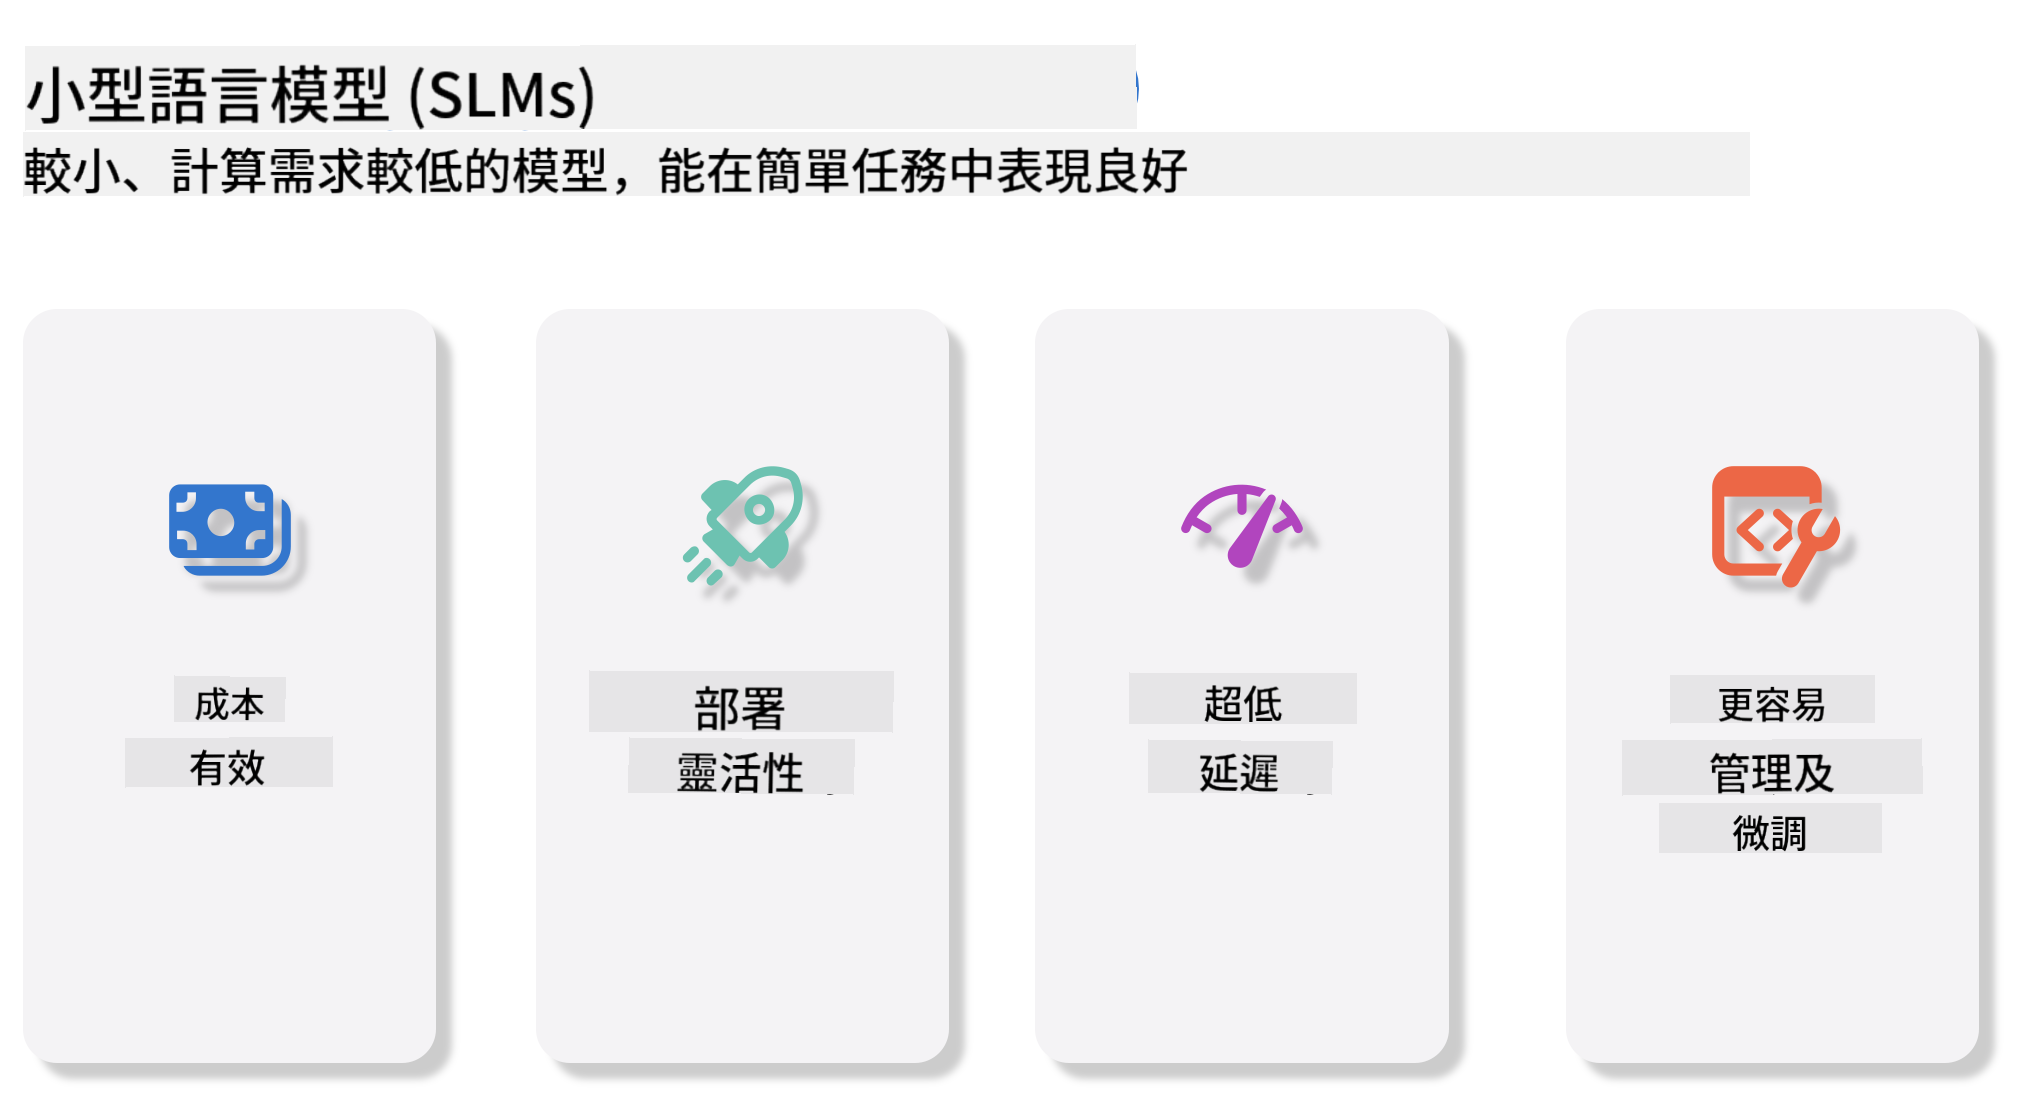 小型語言模型 (SLMs)
較小、計算需求較低的模型，能在簡單任務中表現良好
成本
有效
部署
靈活性
超低
延遲
更容易
管理及
微調